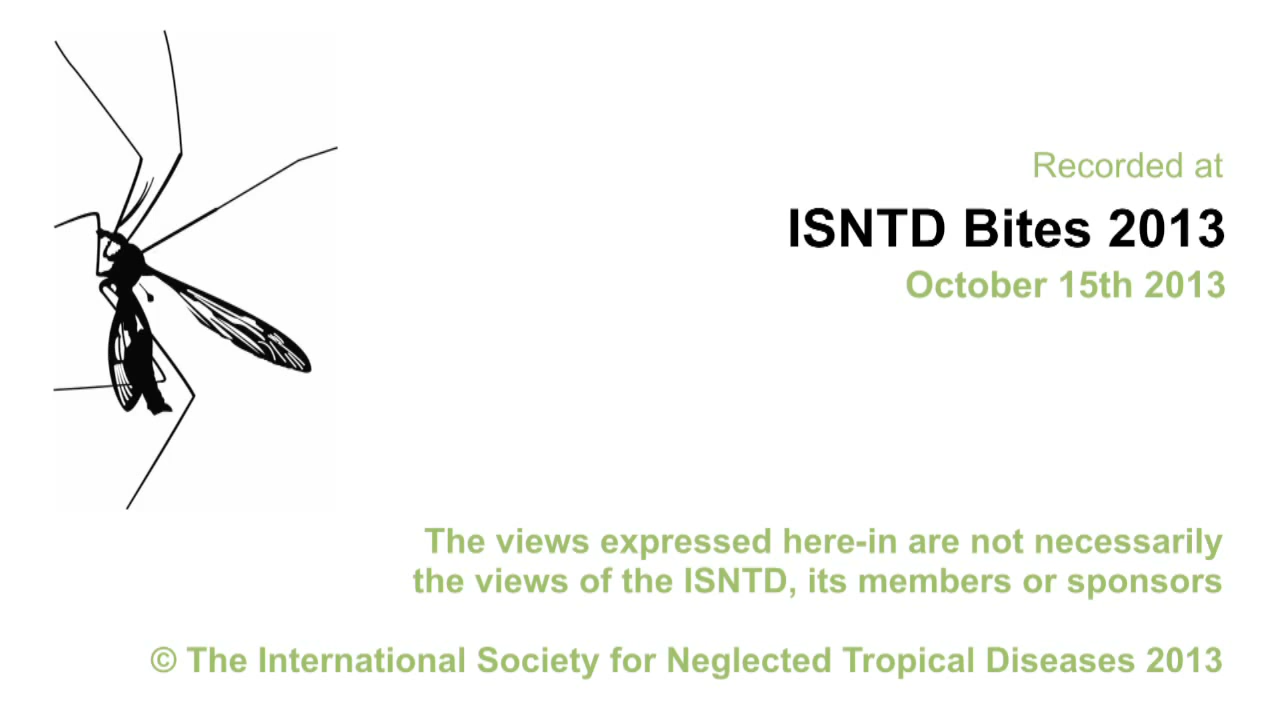 Recorded at
ISNTD Bites 2013
October 15th 2013
The views expressed here-in are not necessarily
the views of the ISNTD, its members or sponsors
© The International Society for Neglected Tropical Diseases 2013